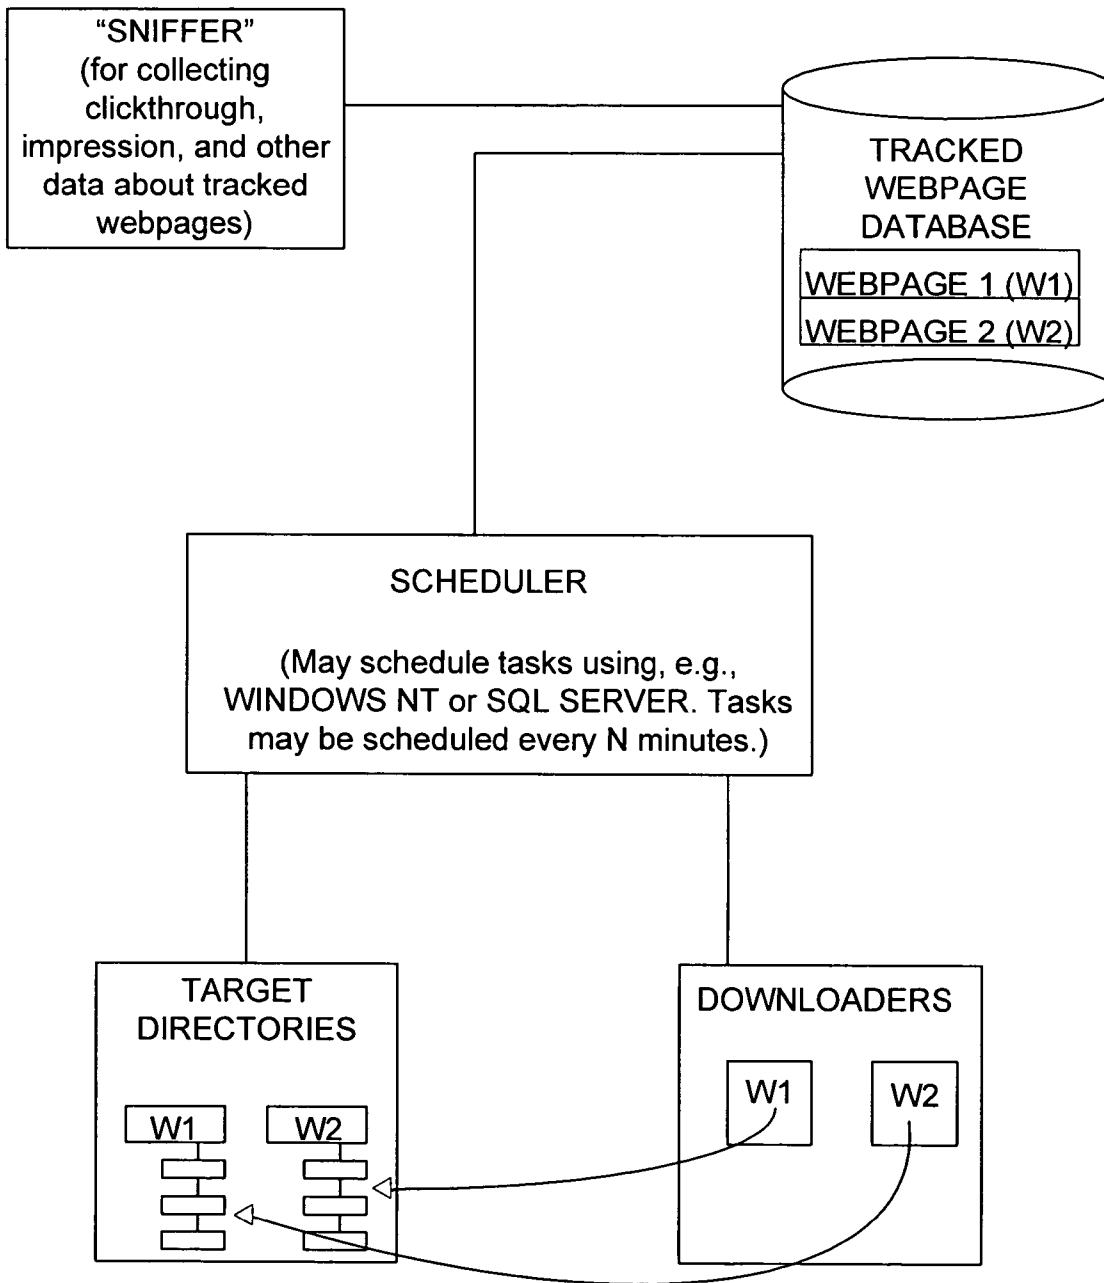 “SNIFFER”
(for collecting
clickthrough,
impression, and other
data about tracked
webpages)
TRACKED
WEBPAGE
DATABASE
WEBPAGE 1 (W1)
WEBPAGE 2 (W2)
SCHEDULER
(May schedule tasks using, e.g.,
WINDOWS NT or SQL SERVER. Tasks
may be scheduled every N minutes.)
TARGET
DIRECTORIES
W1
W2
DOWNLOADERS
W1
W2